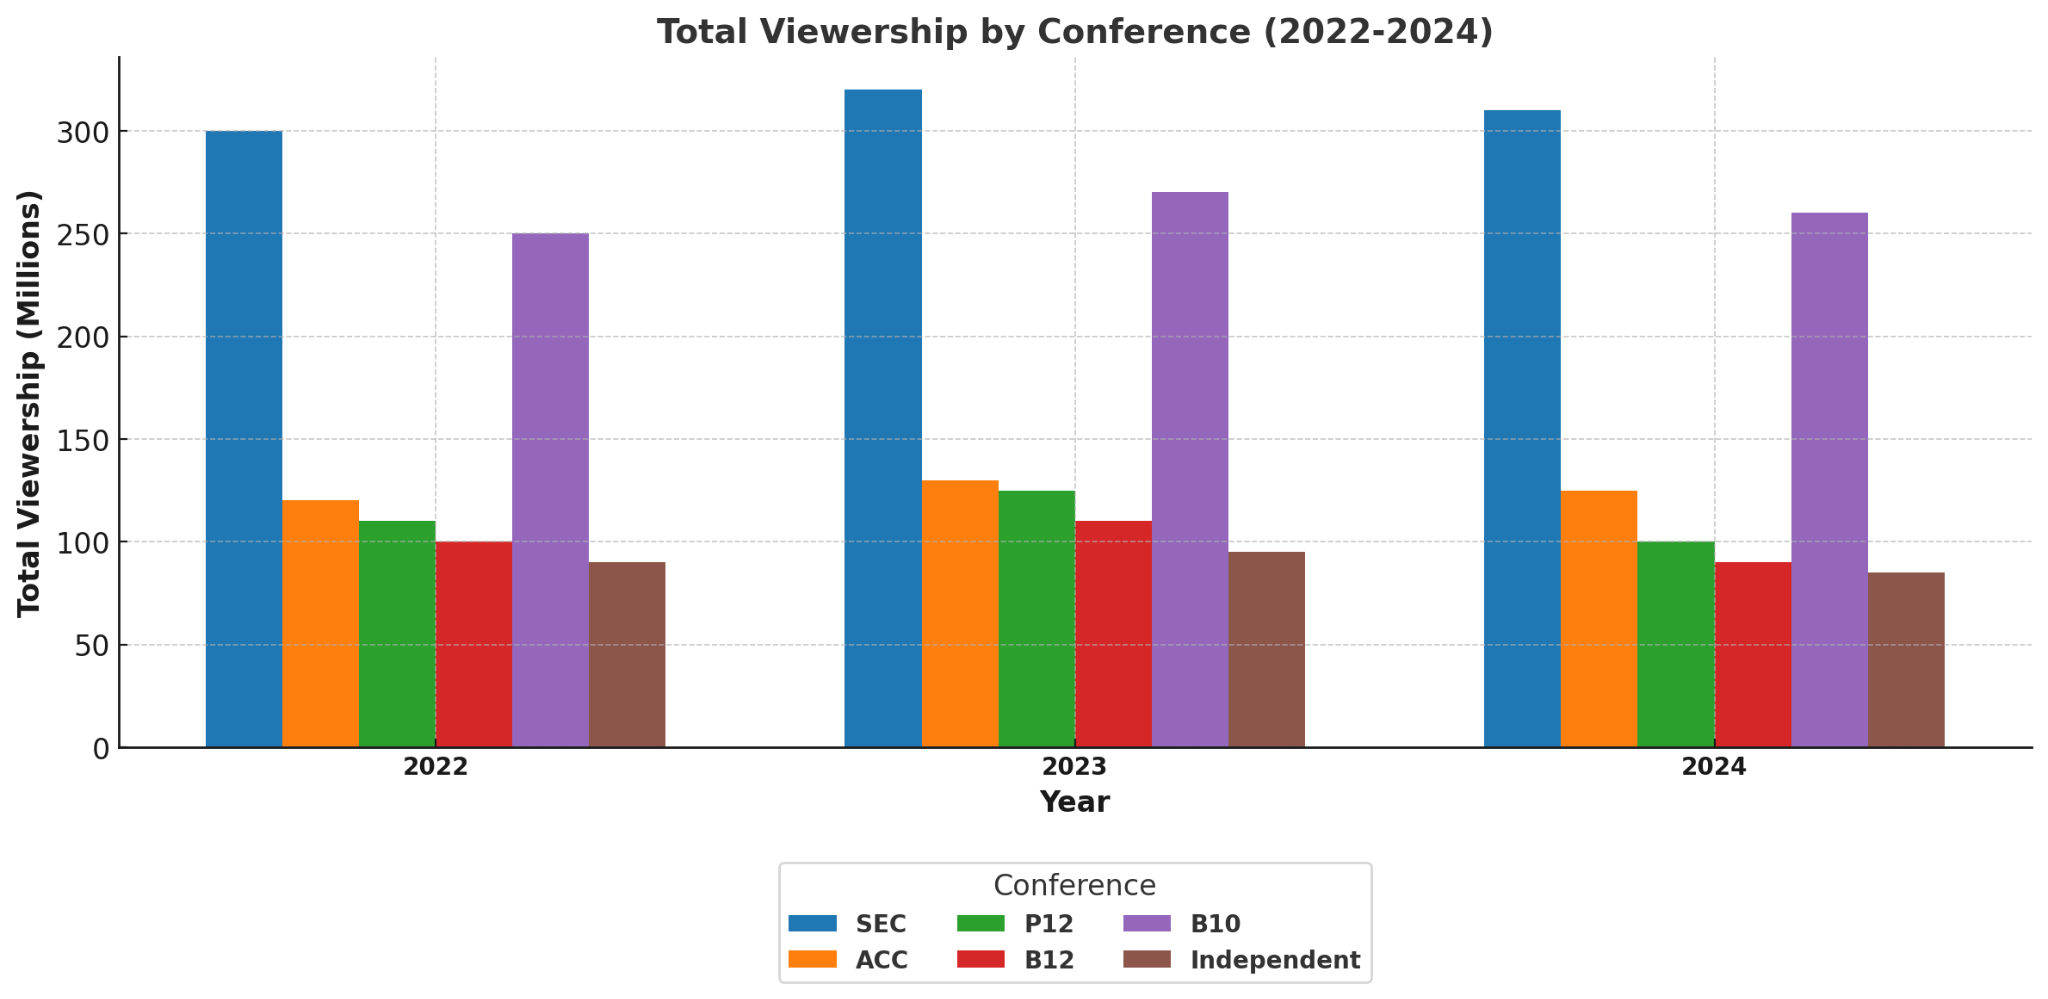 Total Viewership by Conference (2022-2024)
Total Viewership (Millions)
300
250
200
150
100
50
0
2022 2023 2024
Year
Conference
SEC P12 B10
ACC B12 Independent